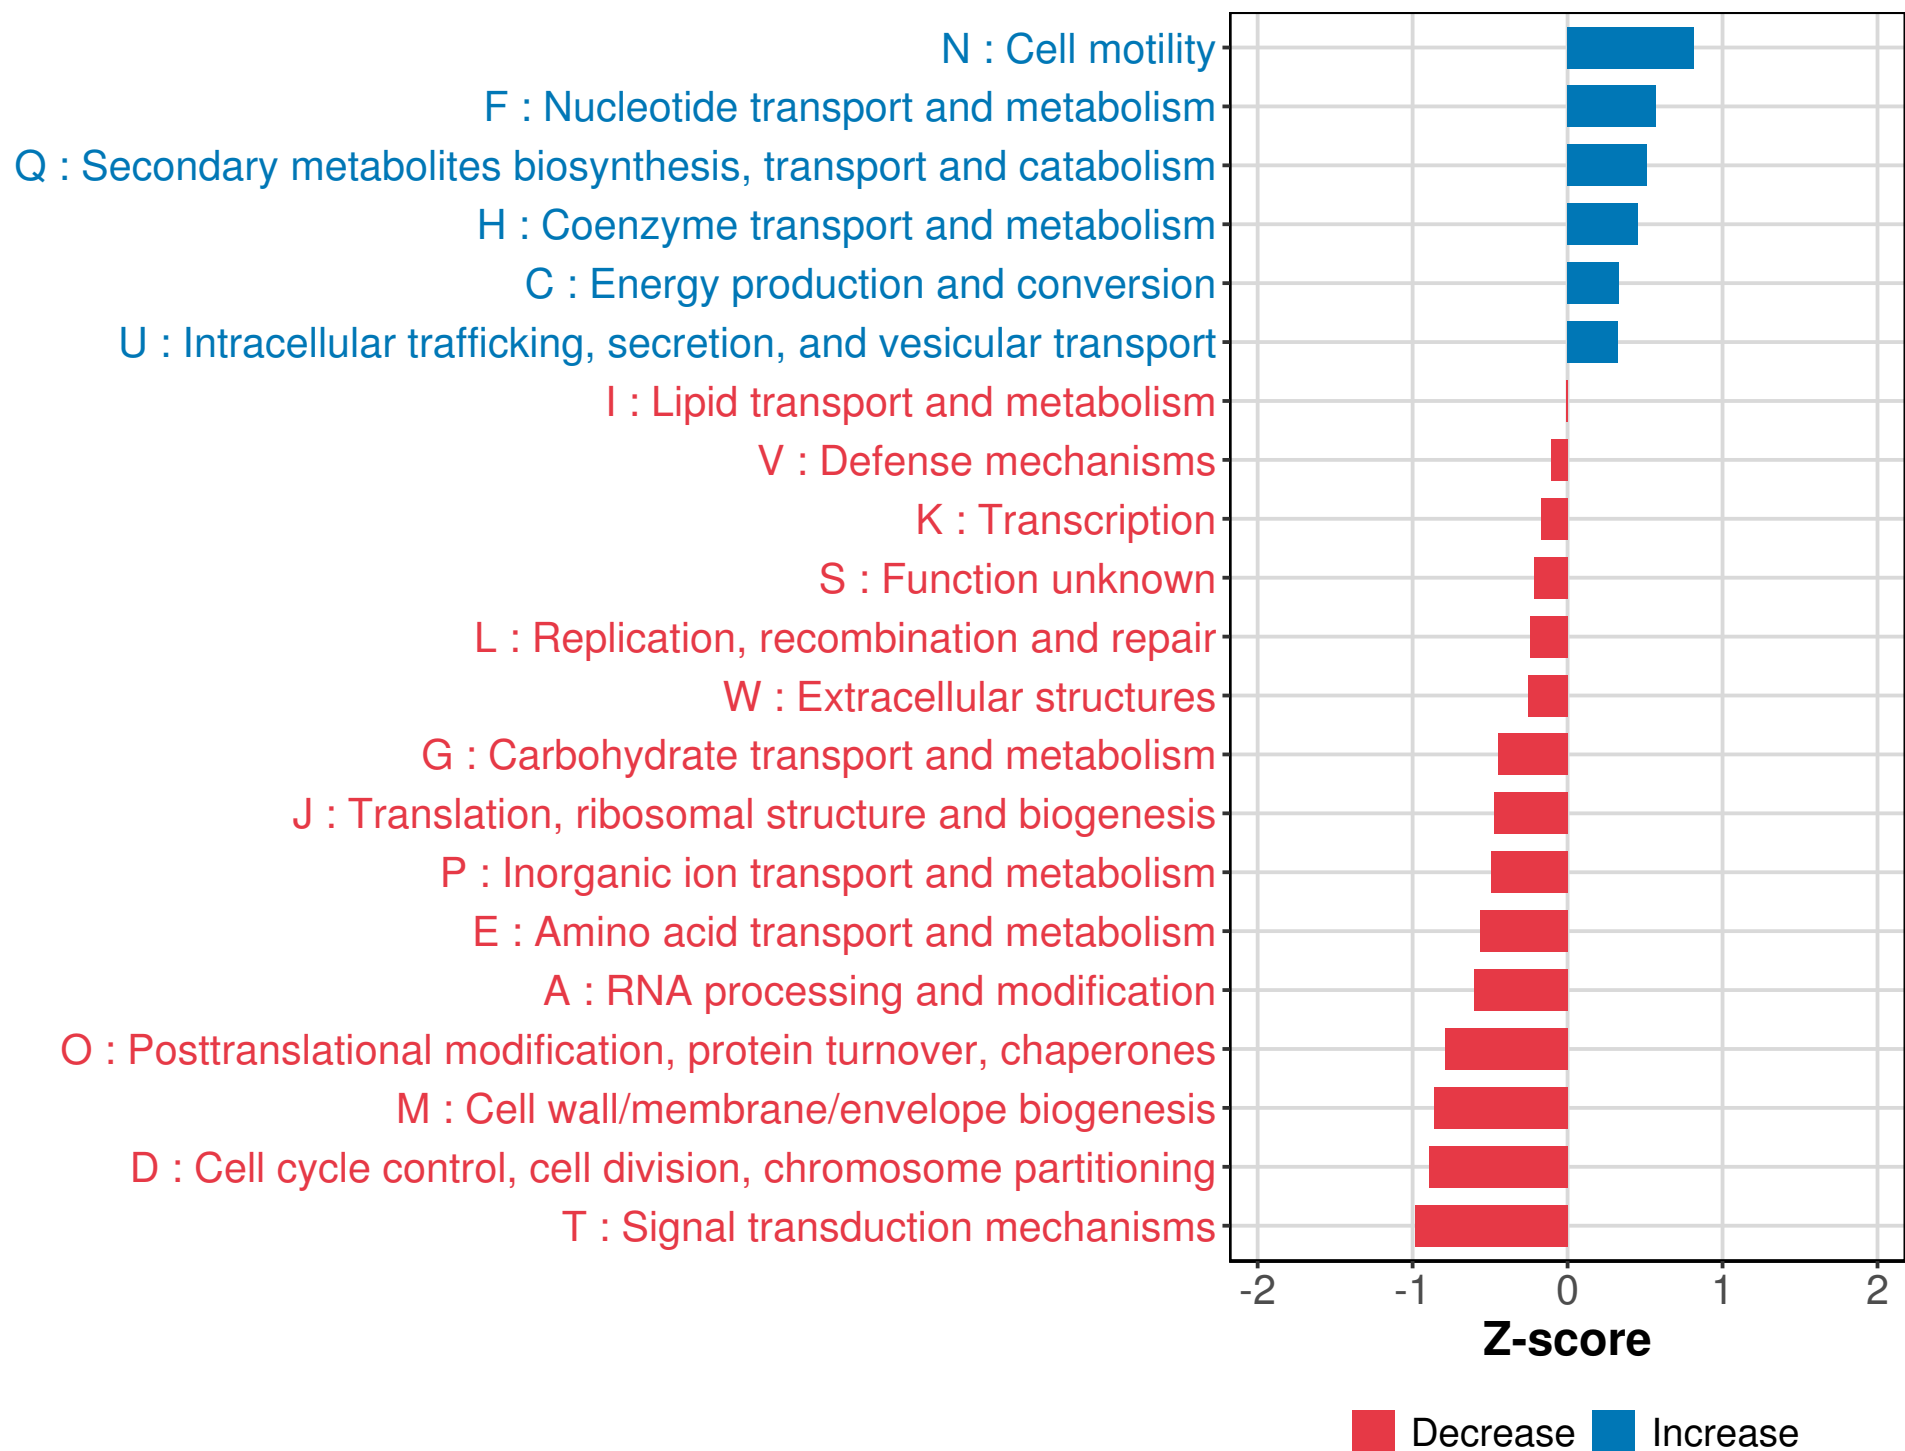 N : Cell motility
F : Nucleotide transport and metabolism
Q : Secondary metabolites biosynthesis, transport and catabolism
H : Coenzyme transport and metabolism
C : Energy production and conversion
U : Intracellular trafficking, secretion, and vesicular transport
I : Lipid transport and metabolism
V : Defense mechanisms
K : Transcription
S : Function unknown
L : Replication, recombination and repair
W : Extracellular structures
G : Carbohydrate transport and metabolism
J : Translation, ribosomal structure and biogenesis
P : Inorganic ion transport and metabolism
E : Amino acid transport and metabolism
A : RNA processing and modification
O : Posttranslational modification, protein turnover, chaperones
M : Cell wall/membrane/envelope biogenesis
D : Cell cycle control, cell division, chromosome partitioning
T : Signal transduction mechanisms
-2 -1 0 1 2
Z-score
Decrease Increase